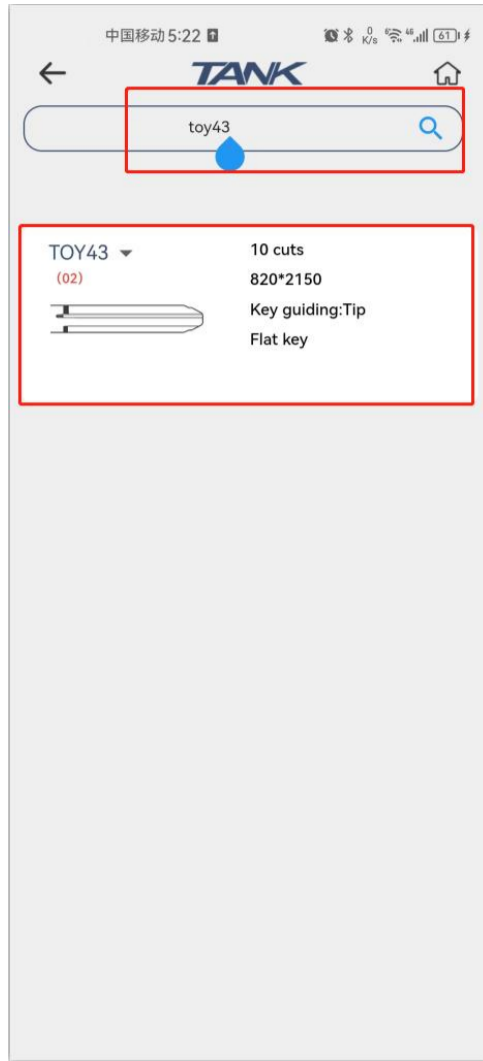 中国移动 5:22
0 K/s 46 61
TANK
toy43
TOY43
(02)
10 cuts
820*2150
Key guiding:Tip
Flat key